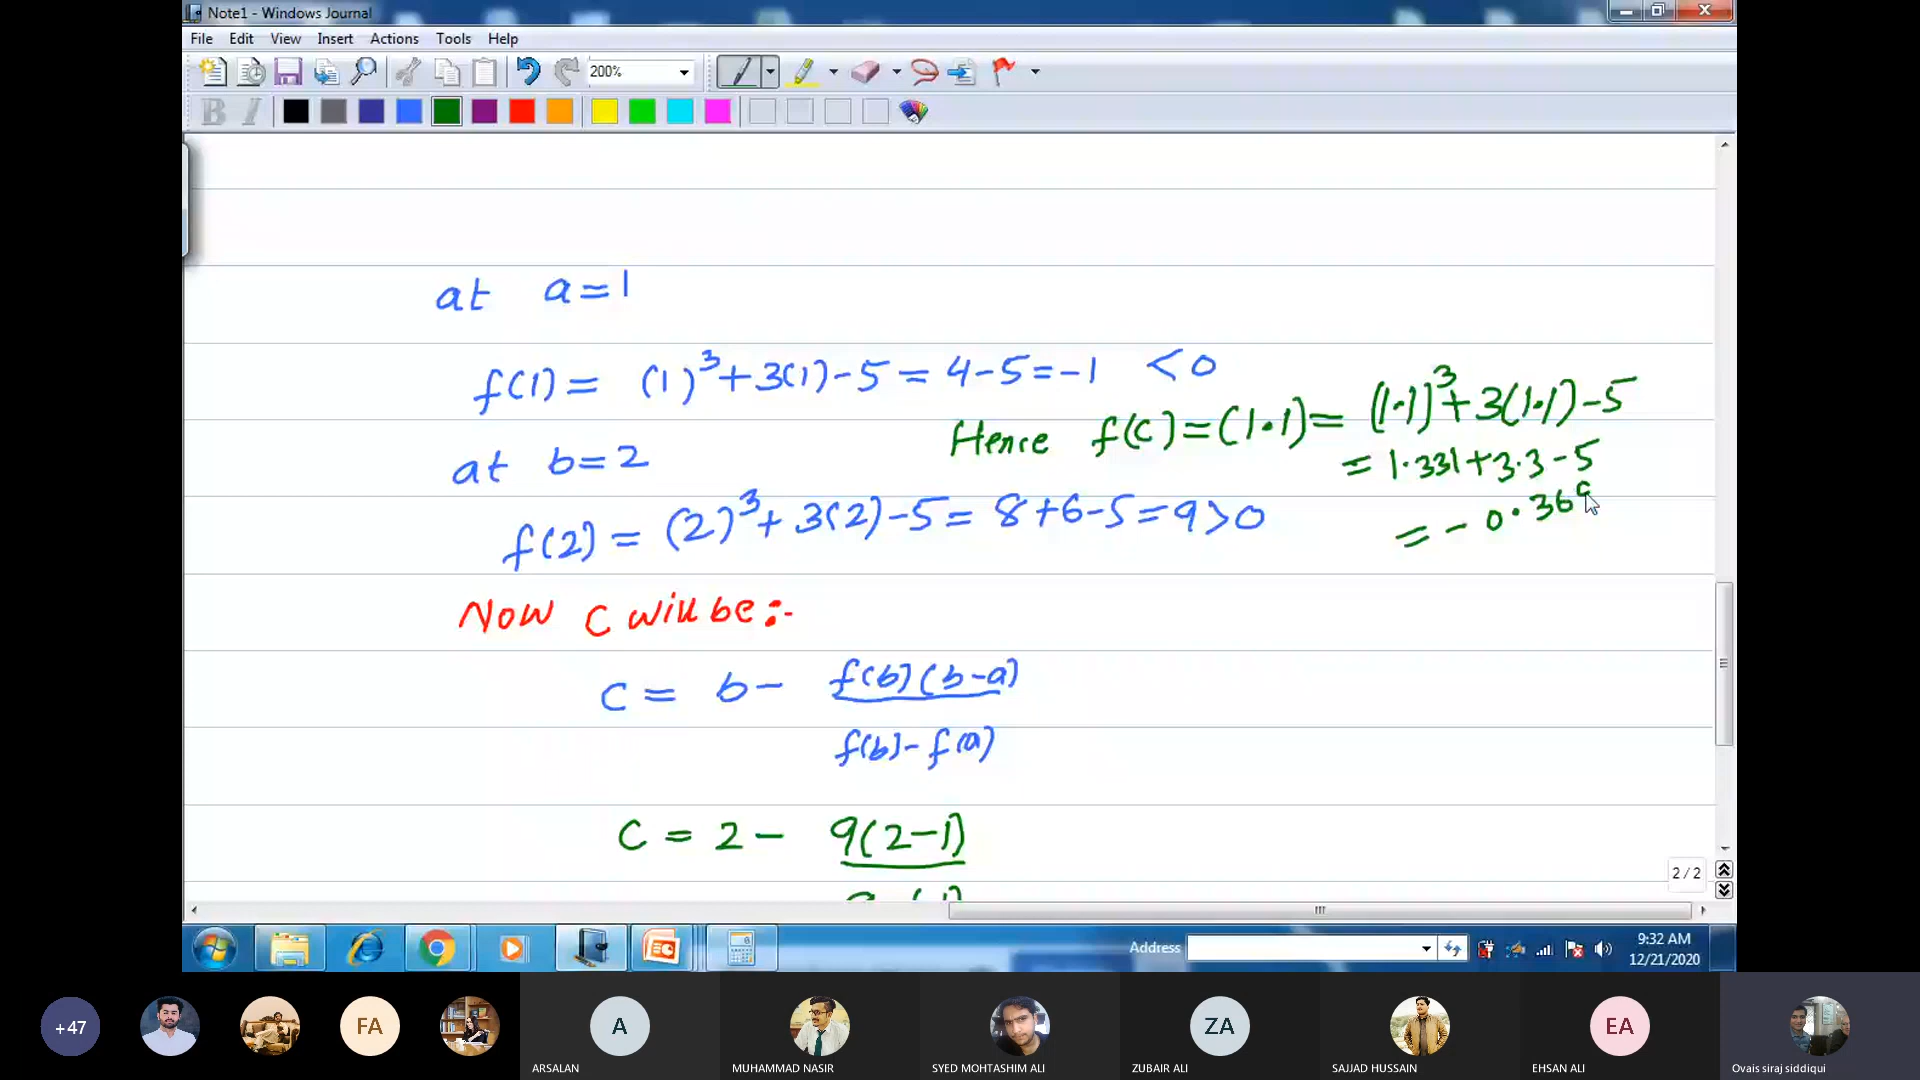 Note1 - Windows Journal
File Edit View Insert Actions Tools Help
200%
B I
at a=1
f(1) = (1)³+3(1)-5 = 4-5=-1 <0
Hence f(c)=(1.1)= (1.1)³+3(1.1)-5
= 1.331+3.3-5
= -0.369
at b=2
f(2) = (2)³+3(2)-5= 8+6-5=9>0
Now C will be:-
C = b- f(b)(b-a)
f(b)-f(a)
C = 2- 9(2-1)
2 / 2
Address
9:32 AM
12/21/2020
+47
FA
A
ZA
EA
ARSALAN
MUHAMMAD NASIR
SYED MOHTASHIM ALI
ZUBAIR ALI
SAJJAD HUSSAIN
EHSAN ALI
Ovais siraj siddiqui